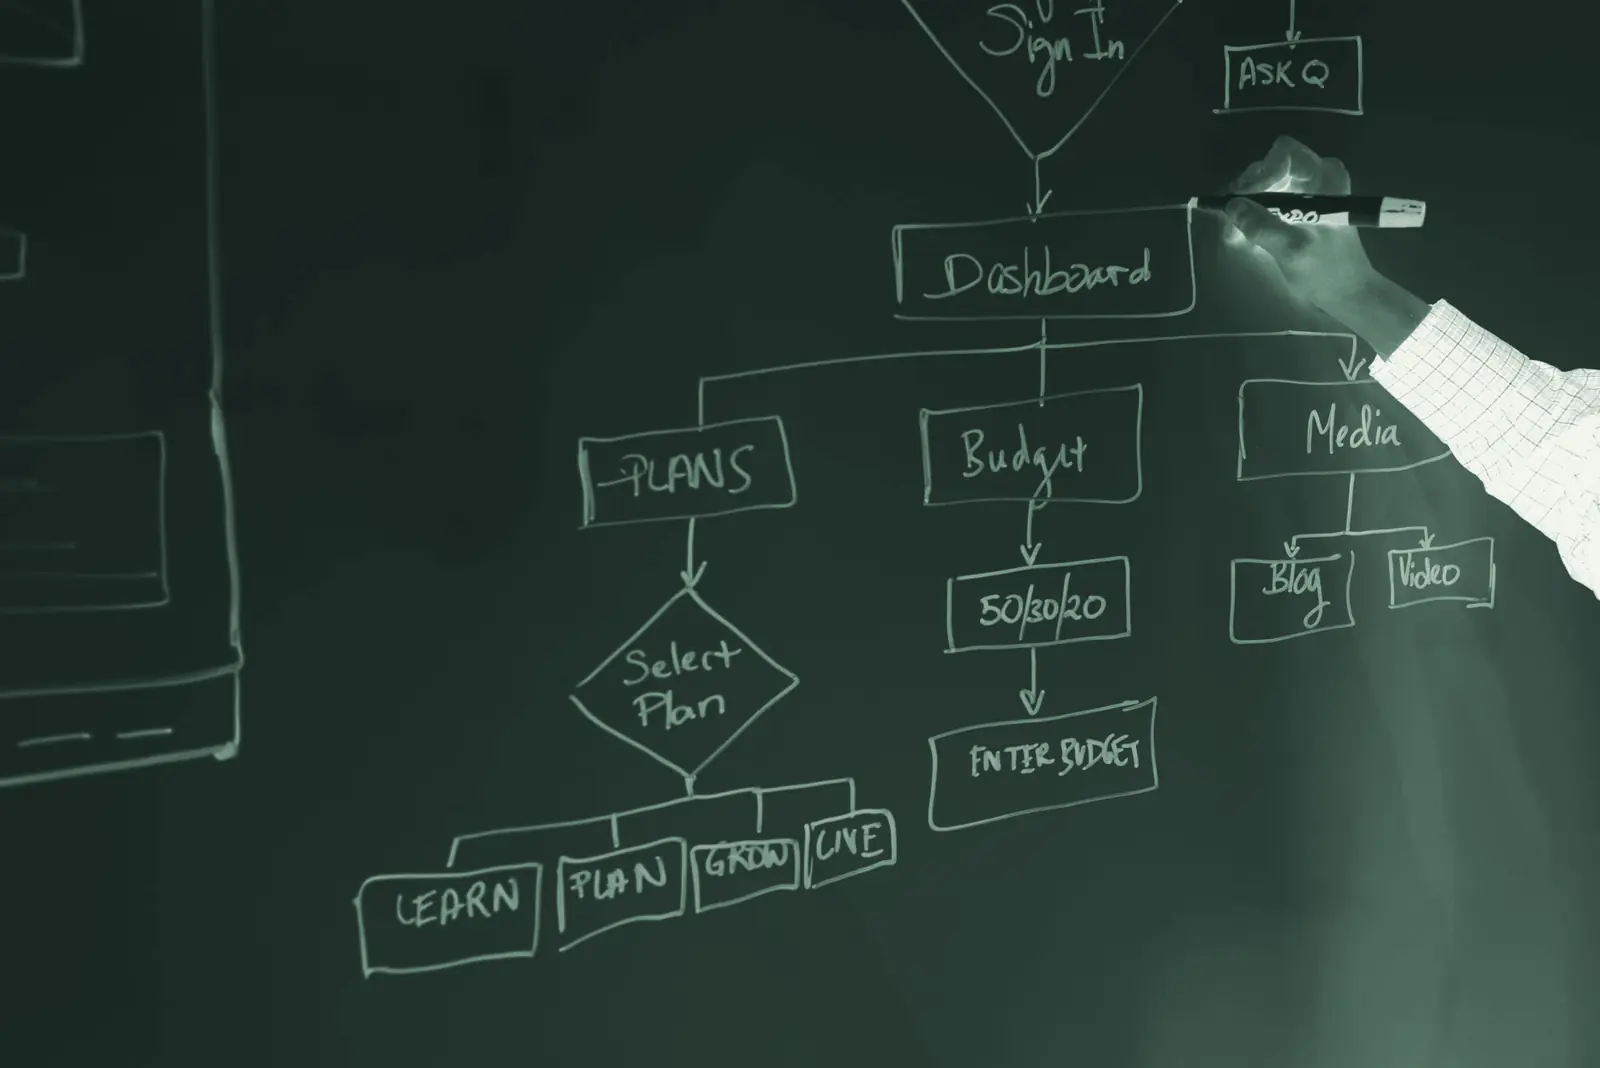 Sign In
ASK Q
EXPO
Dashboard
PLANS
Budget
Media
Blog
Video
50/30/20
Select
Plan
ENTER BUDGET
LEARN
PLAN
GROW
LIVE